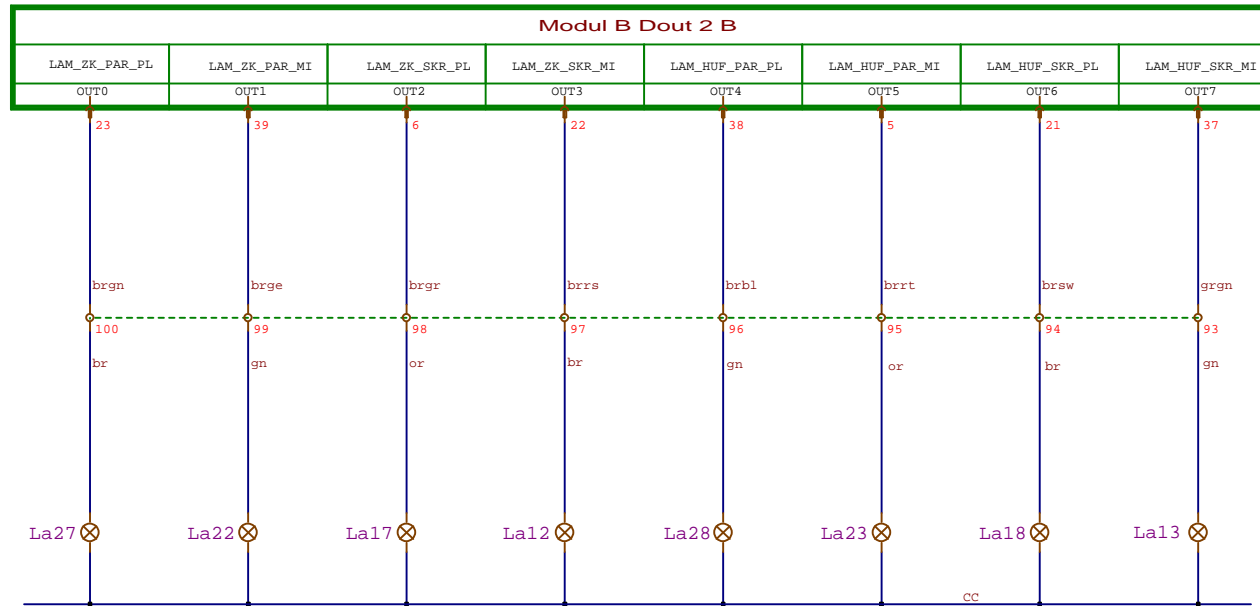 Modul B Dout 2 B
LAM_ZK_PAR_PL LAM_ZK_PAR_MI LAM_ZK_SKR_PL LAM_ZK_SKR_MI LAM_HUF_PAR_PL LAM_HUF_PAR_MI LAM_HUF_SKR_PL LAM_HUF_SKR_MI
OUT0 OUT1 OUT2 OUT3 OUT4 OUT5 OUT6 OUT7
23 39 6 22 38 5 21 37
brgn brge brgr brrs brbl brrt brsw grgn
100 99 98 97 96 95 94 93
br gn or br gn or br gn
La27 La22 La17 La12 La28 La23 La18 La13
CC